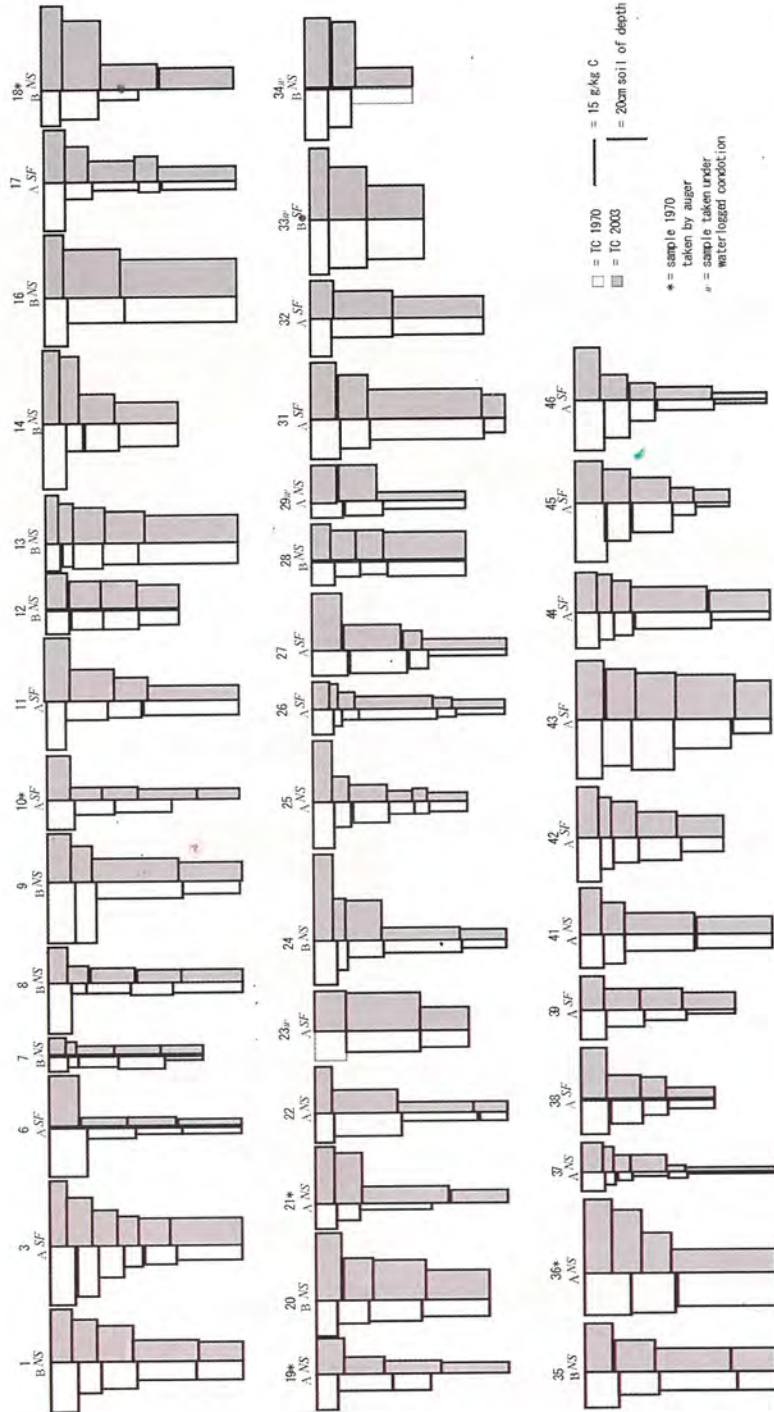 1 3 6 7 8 9 10* 11 12 13 14 16 17 18*
B NS A SF A SF B NS B NS B NS A SF A SF B NS B NS B NS B NS A SF B NS
19* 20 21* 22 23〃 24 25 26 27 28 29〃 31 32 33〃 34〃
A NS B NS A NS A NS A SF B NS A NS A SF A SF B NS A NS A SF A SF B SF B NS
35 36* 37 38 39 41 42 43 44 45 46
B NS A NS A NS A SF A SF A NS A SF A SF A SF A SF A SF
= TC 1970 = 15 g/kg C
= TC 2003 = 20cm soil of depth
* = sample 1970
taken by auger
〃 = sample taken under
waterlogged condotion